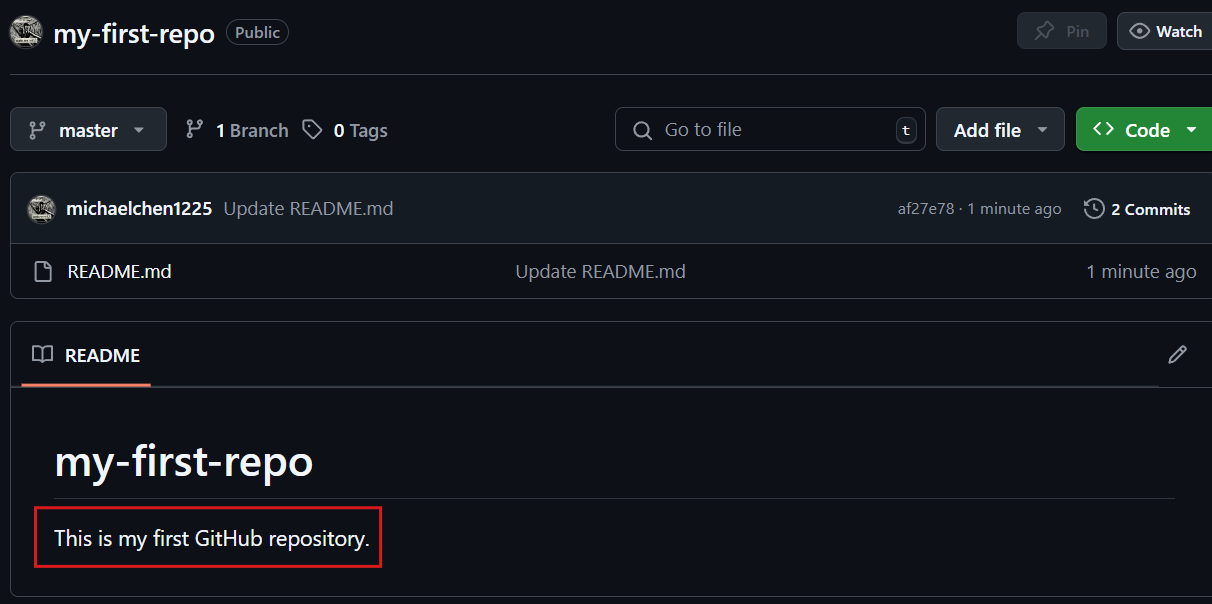 my-first-repo Public Pin Watch
master 1 Branch 0 Tags Go to file t Add file Code
michaelchen1225 Update README.md af27e78 · 1 minute ago 2 Commits
README.md Update README.md 1 minute ago
README
my-first-repo
This is my first GitHub repository.